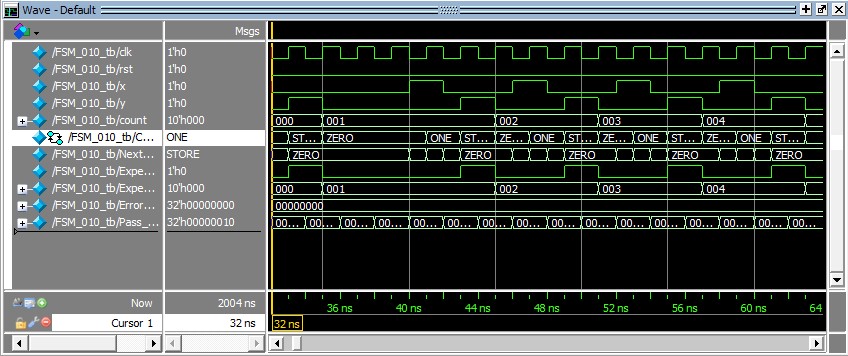 Wave - Default
Msgs
/FSM_010_tb/clk 1'h0
/FSM_010_tb/rst 1'h0
/FSM_010_tb/x 1'h0
/FSM_010_tb/y 1'h0
/FSM_010_tb/count 10'h000 000 001 002 003 004
/FSM_010_tb/C... ONE ST... ZERO ONE ST... ZE... ONE ST... ZE... ONE ST... ZERO ONE ST...
/FSM_010_tb/Next... STORE ZERO ZERO ZERO ZERO ZERO
/FSM_010_tb/Expe... 1'h0
/FSM_010_tb/Expe... 10'h000 000 001 002 003 004
/FSM_010_tb/Error... 32'h00000000 00000000
/FSM_010_tb/Pass_... 32'h00000010 00... 00... 00... 00... 00... 00... 00... 00... 00... 00... 00... 00... 00... 00... 00... 00...
Now 2004 ns 36 ns 40 ns 44 ns 48 ns 52 ns 56 ns 60 ns 64
Cursor 1 32 ns 32 ns